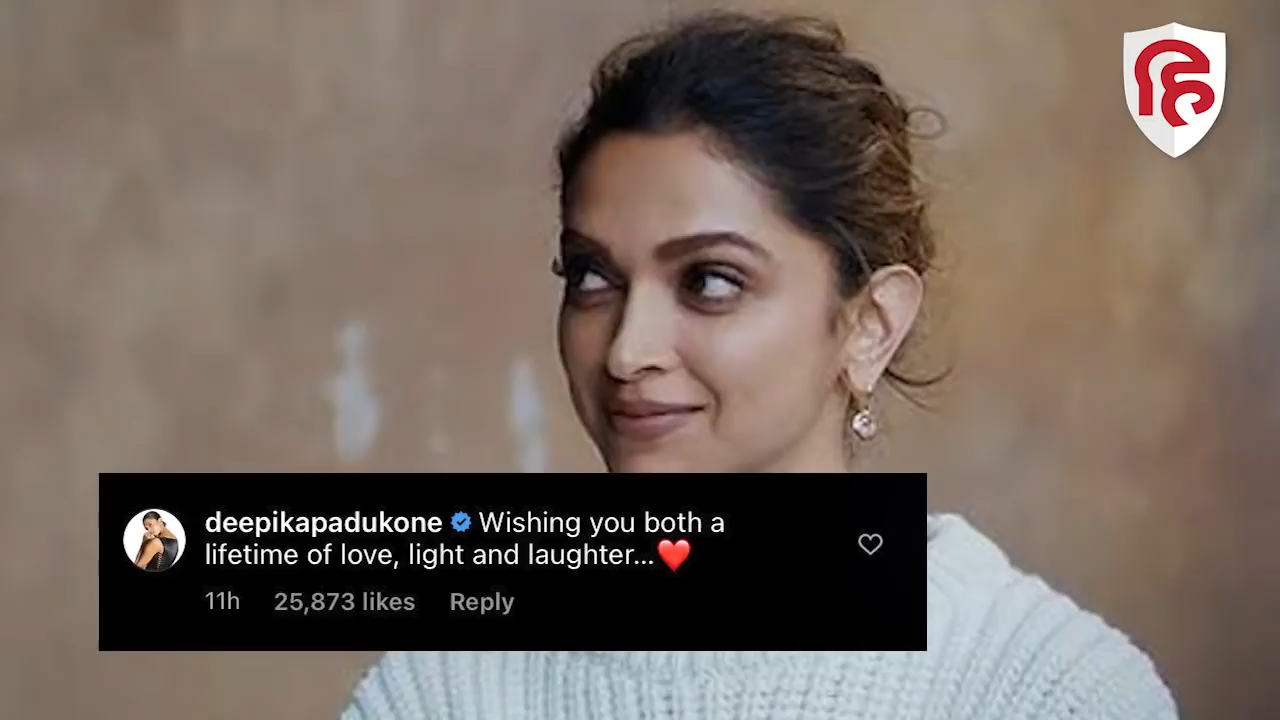 हि
deepikapadukone Wishing you both a
lifetime of love, light and laughter...❤️
11h 25,873 likes Reply